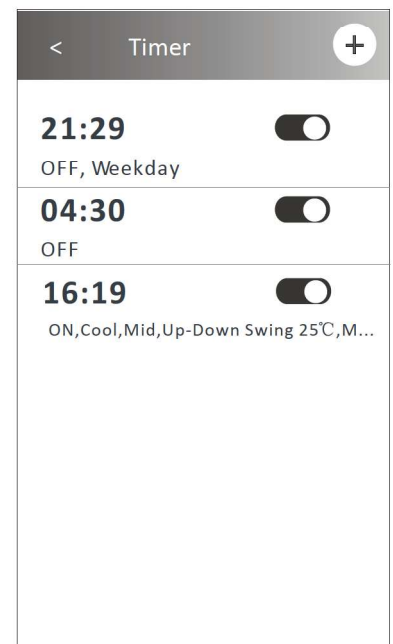 < Timer +
21:29
OFF, Weekday
04:30
OFF
16:19
ON,Cool,Mid,Up-Down Swing 25℃,M...